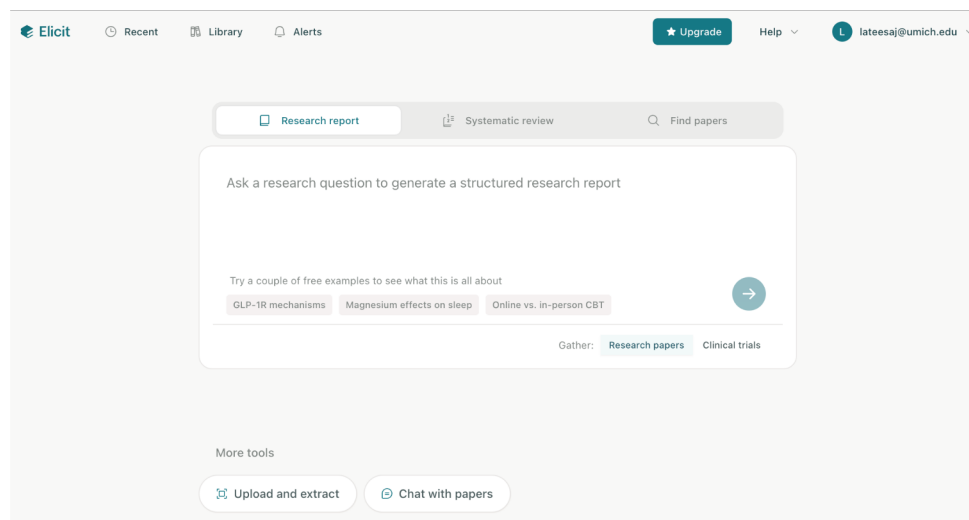 Elicit Recent Library Alerts Upgrade Help L lateesaj@umich.edu
Research report Systematic review Find papers
Ask a research question to generate a structured research report
Try a couple of free examples to see what this is all about
GLP-1R mechanisms Magnesium effects on sleep Online vs. in-person CBT
Gather: Research papers Clinical trials
More tools
Upload and extract Chat with papers